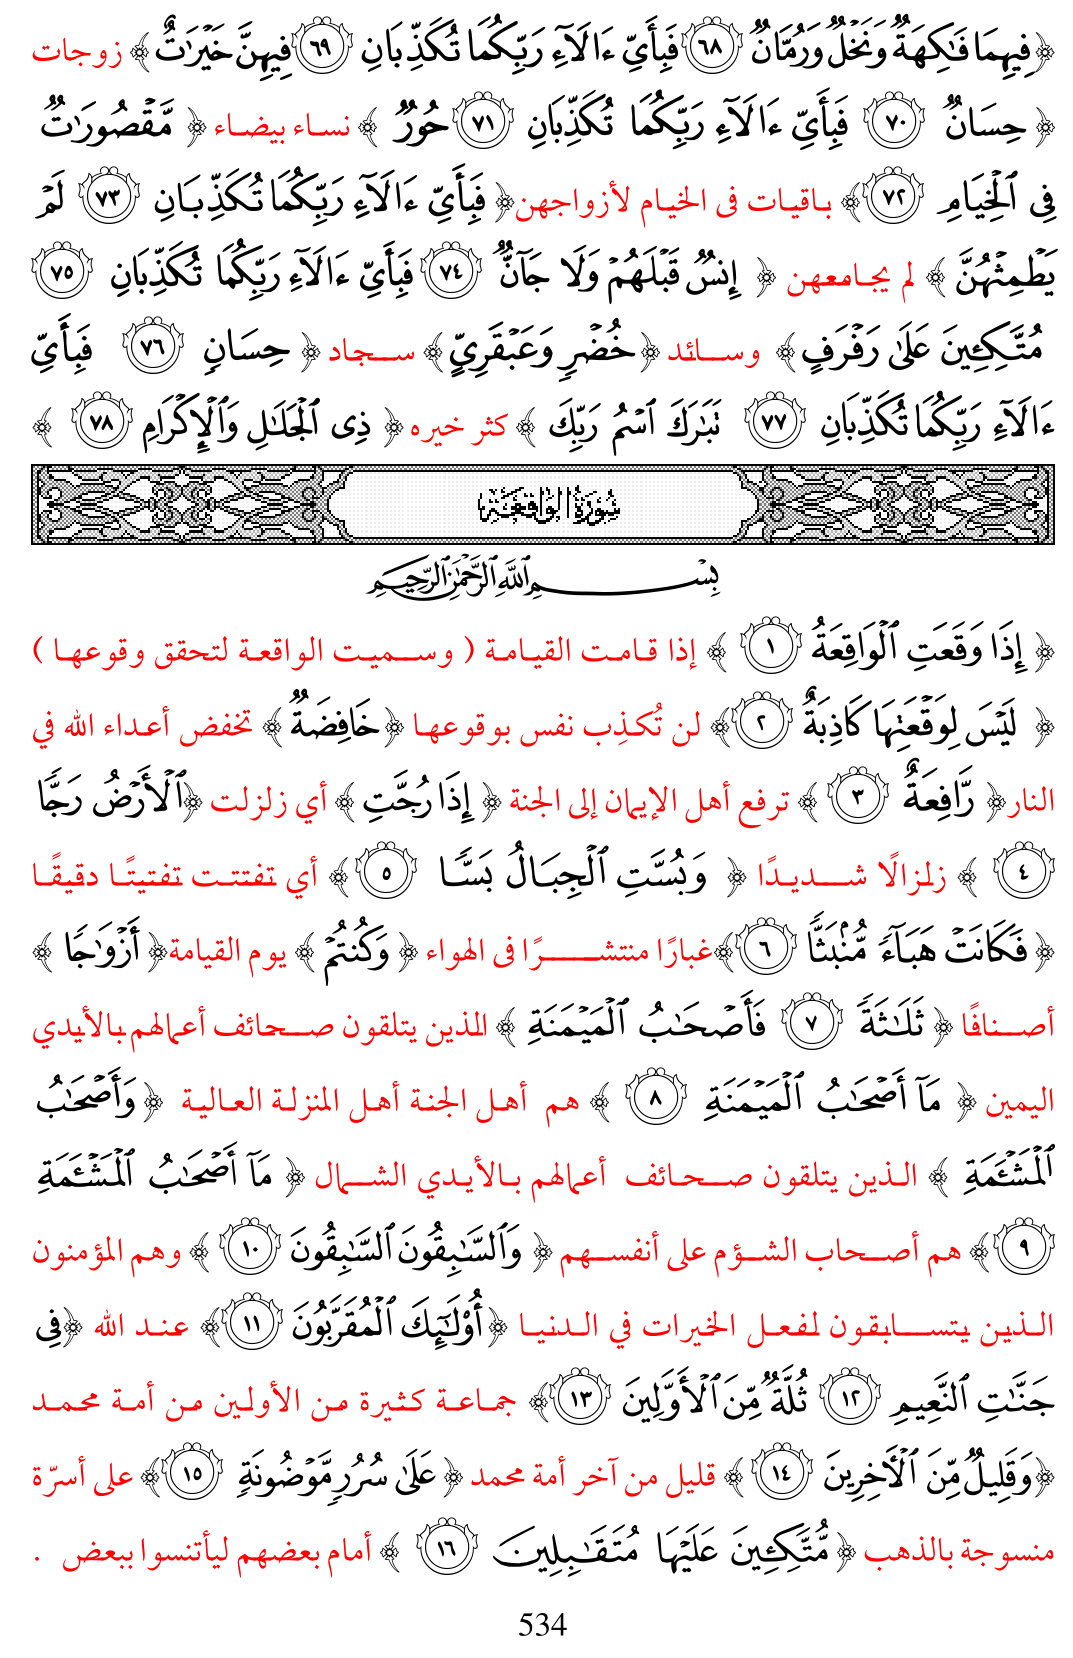 ﴿فِيهِمَا فَٰكِهَةٌ وَنَخْلٌ وَرُمَّانٌ ٦٨ فَبِأَيِّ ءَالَآءِ رَبِّكُمَا تُكَذِّبَانِ ٦٩ فِيهِنَّ خَيْرَٰتٌ﴾ زوجات
﴿ حِسَانٌ ٧٠ فَبِأَيِّ ءَالَآءِ رَبِّكُمَا تُكَذِّبَانِ ٧١ حُورٌ ﴾ نساء بيضاء ﴿ مَّقْصُورَٰتٌ
فِى ٱلْخِيَامِ ٧٢﴾ باقيات فى الخيام لأزواجهن﴿ فَبِأَيِّ ءَالَآءِ رَبِّكُمَا تُكَذِّبَانِ ٧٣ لَمْ
يَطْمِثْهُنَّ ﴾ لم يجامعهن ﴿ إِنسٌ قَبْلَهُمْ وَلَا جَآنٌّ ٧٤ فَبِأَيِّ ءَالَآءِ رَبِّكُمَا تُكَذِّبَانِ ٧٥
مُتَّكِـِٔينَ عَلَىٰ رَفْرَفٍ ﴾ وسائد ﴿خُضْرٍ وَعَبْقَرِيٍّ﴾ سجاد ﴿ حِسَانٍ ٧٦ فَبِأَيِّ
ءَالَآءِ رَبِّكُمَا تُكَذِّبَانِ ٧٧ تَبَٰرَكَ ٱسْمُ رَبِّكَ ﴾ كثر خيره ﴿ ذِى ٱلْجَلَٰلِ وَٱلْإِكْرَامِ ٧٨ ﴾
سُورَةُ الوَاقِعَةِ
بِسْمِ ٱللَّهِ ٱلرَّحْمَٰنِ ٱلرَّحِيمِ
﴿ إِذَا وَقَعَتِ ٱلْوَاقِعَةُ ١ ﴾ إذا قامت القيامة ( وسميت الواقعة لتحقق وقوعها )
﴿ لَيْسَ لِوَقْعَتِهَا كَاذِبَةٌ ٢﴾ لن تُكذِب نفس بوقوعها ﴿خَافِضَةٌ ﴾ تخفض أعداء الله في
النار﴿ رَّافِعَةٌ ٣ ﴾ ترفع أهل الإيمان إلى الجنة ﴿ إِذَا رُجَّتِ ﴾ أي زلزلت ﴿ٱلْأَرْضُ رَجًّا
٤ ﴾ زلزالًا شديدًا ﴿ وَبُسَّتِ ٱلْجِبَالُ بَسًّا ٥ ﴾ أي تفتتت تفتيتًا دقيقًا
﴿ فَكَانَتْ هَبَآءً مُّنۢبَثًّا ٦ ﴾غبارًا منتشرًا فى الهواء ﴿ وَكُنتُمْ ﴾ يوم القيامة﴿ أَزْوَٰجًا ﴾
أصنافًا ﴿ ثَلَٰثَةً ٧ فَأَصْحَٰبُ ٱلْمَيْمَنَةِ ﴾ الذين يتلقون صحائف أعمالهم بالأيدي
اليمين ﴿ مَآ أَصْحَٰبُ ٱلْمَيْمَنَةِ ٨ ﴾ هم أهل الجنة أهل المنزلة العالية ﴿ وَأَصْحَٰبُ
ٱلْمَشْـَٔمَةِ ﴾ الذين يتلقون صحائف أعمالهم بالأيدي الشمال ﴿ مَآ أَصْحَٰبُ ٱلْمَشْـَٔمَةِ
٩ ﴾ هم أصحاب الشؤم على أنفسهم ﴿ وَٱلسَّٰبِقُونَ ٱلسَّٰبِقُونَ ١٠ ﴾ وهم المؤمنون
الذين يتسابقون لمفعل الخيرات في الدنيا ﴿أُوْلَٰٓئِكَ ٱلْمُقَرَّبُونَ ١١ ﴾ عند الله ﴿فِى
جَنَّٰتِ ٱلنَّعِيمِ ١٢ ثُلَّةٌ مِّنَ ٱلْأَوَّلِينَ ١٣﴾ جماعة كثيرة من الأولين من أمة محمد
﴿وَقَلِيلٌ مِّنَ ٱلْأَخِرِينَ ١٤ ﴾ قليل من آخر أمة محمد ﴿ عَلَىٰ سُرُرٍ مَّوْضُونَةٍ ١٥ ﴾ على أسرّة
منسوجة بالذهب ﴿ مُّتَّكِـِٔينَ عَلَيْهَا مُتَقَٰبِلِينَ ١٦ ﴾ أمام بعضهم ليأتنسوا ببعض .
534